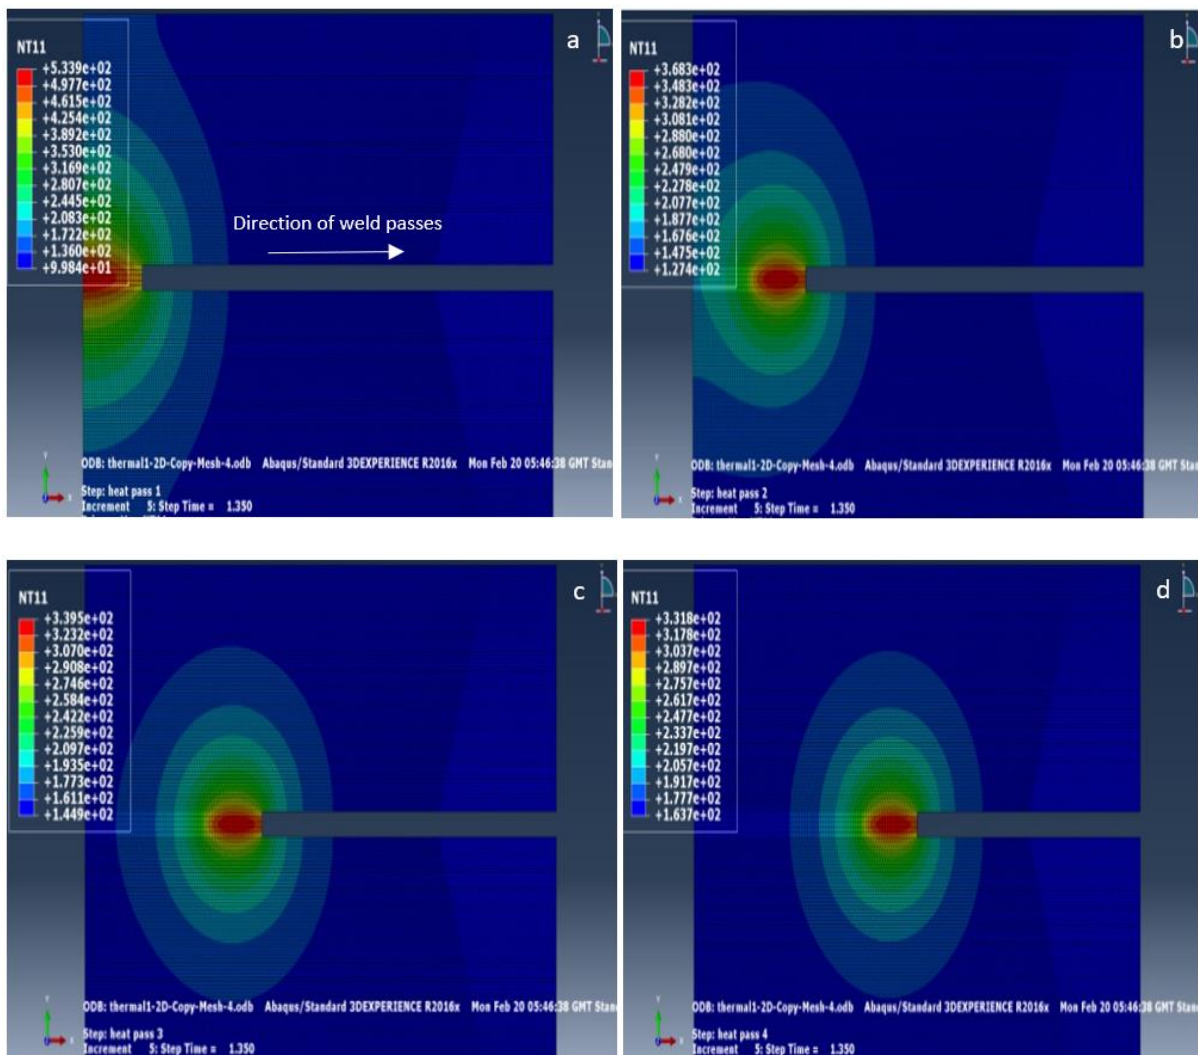 a
NT11
+5.339e+02
+4.977e+02
+4.615e+02
+4.254e+02
+3.892e+02
+3.530e+02
+3.169e+02
+2.807e+02
+2.445e+02
+2.083e+02
+1.722e+02
+1.360e+02
+9.984e+01
Direction of weld passes
ODB: thermal1-2D-Copy-Mesh-4.odb Abaqus/Standard 3DEXPERIENCE R2016x Mon Feb 20 05:46:38 GMT Stan
Step: heat pass 1
Increment 5: Step Time = 1.350
b
NT11
+3.683e+02
+3.483e+02
+3.282e+02
+3.081e+02
+2.880e+02
+2.680e+02
+2.479e+02
+2.278e+02
+2.077e+02
+1.877e+02
+1.676e+02
+1.475e+02
+1.274e+02
ODB: thermal1-2D-Copy-Mesh-4.odb Abaqus/Standard 3DEXPERIENCE R2016x Mon Feb 20 05:46:38 GMT Stan
Step: heat pass 2
Increment 5: Step Time = 1.350
c
NT11
+3.395e+02
+3.232e+02
+3.070e+02
+2.908e+02
+2.746e+02
+2.584e+02
+2.422e+02
+2.259e+02
+2.097e+02
+1.935e+02
+1.773e+02
+1.611e+02
+1.449e+02
ODB: thermal1-2D-Copy-Mesh-4.odb Abaqus/Standard 3DEXPERIENCE R2016x Mon Feb 20 05:46:38 GMT Stan
Step: heat pass 3
Increment 5: Step Time = 1.350
d
NT11
+3.318e+02
+3.178e+02
+3.037e+02
+2.897e+02
+2.757e+02
+2.617e+02
+2.477e+02
+2.337e+02
+2.197e+02
+2.057e+02
+1.917e+02
+1.777e+02
+1.637e+02
ODB: thermal1-2D-Copy-Mesh-4.odb Abaqus/Standard 3DEXPERIENCE R2016x Mon Feb 20 05:46:38 GMT Stan
Step: heat pass 4
Increment 5: Step Time = 1.350